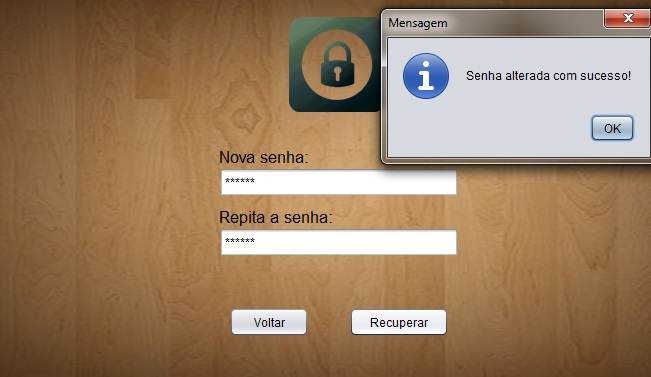 Mensagem
Senha alterada com sucesso!
OK
Nova senha:
******
Repita a senha:
******
Voltar
Recuperar